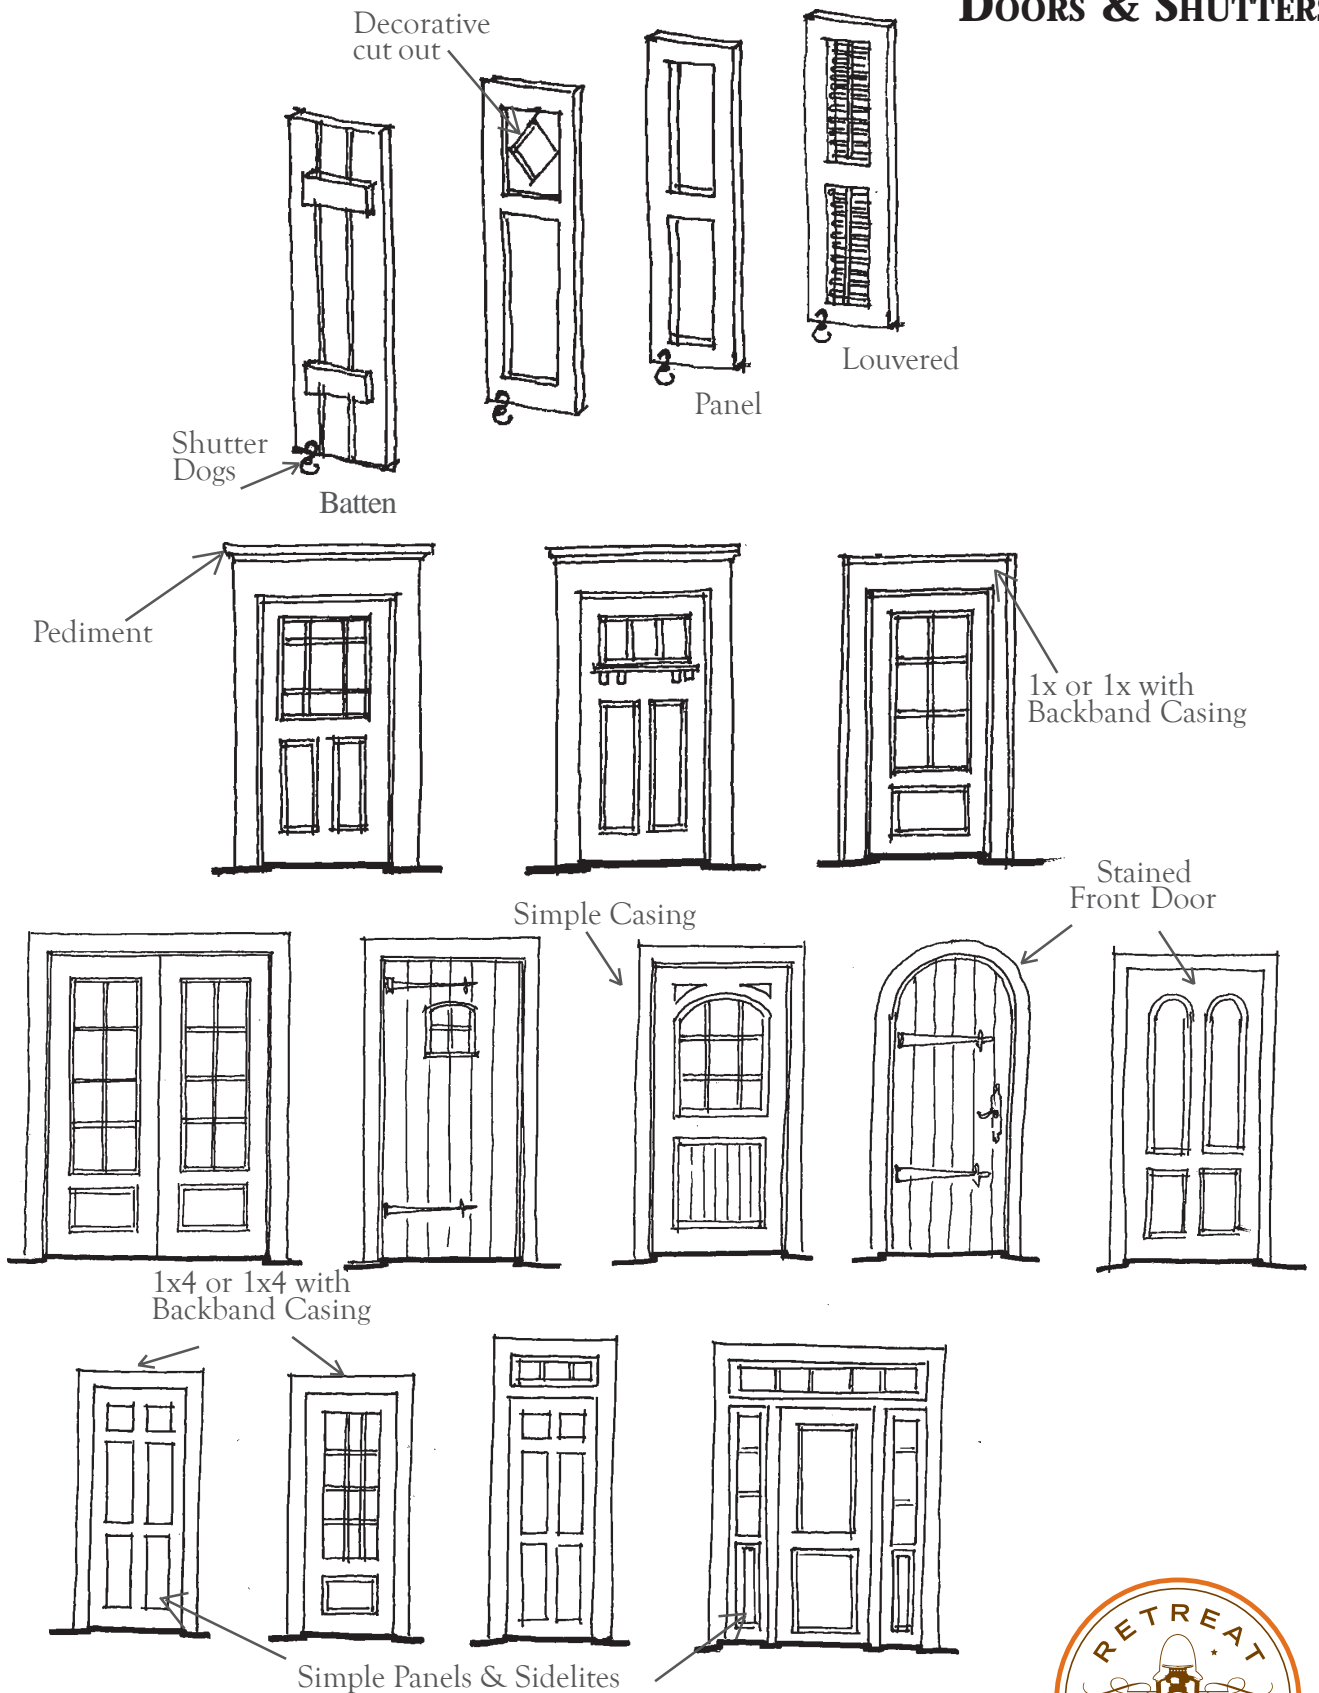 DOORS & SHUTTERS
Decorative
cut out
Louvered
Panel
Shutter
Dogs
Batten
Pediment
1x or 1x with
Backband Casing
Stained
Front Door
Simple Casing
1x4 or 1x4 with
Backband Casing
Simple Panels & Sidelites
RETREAT